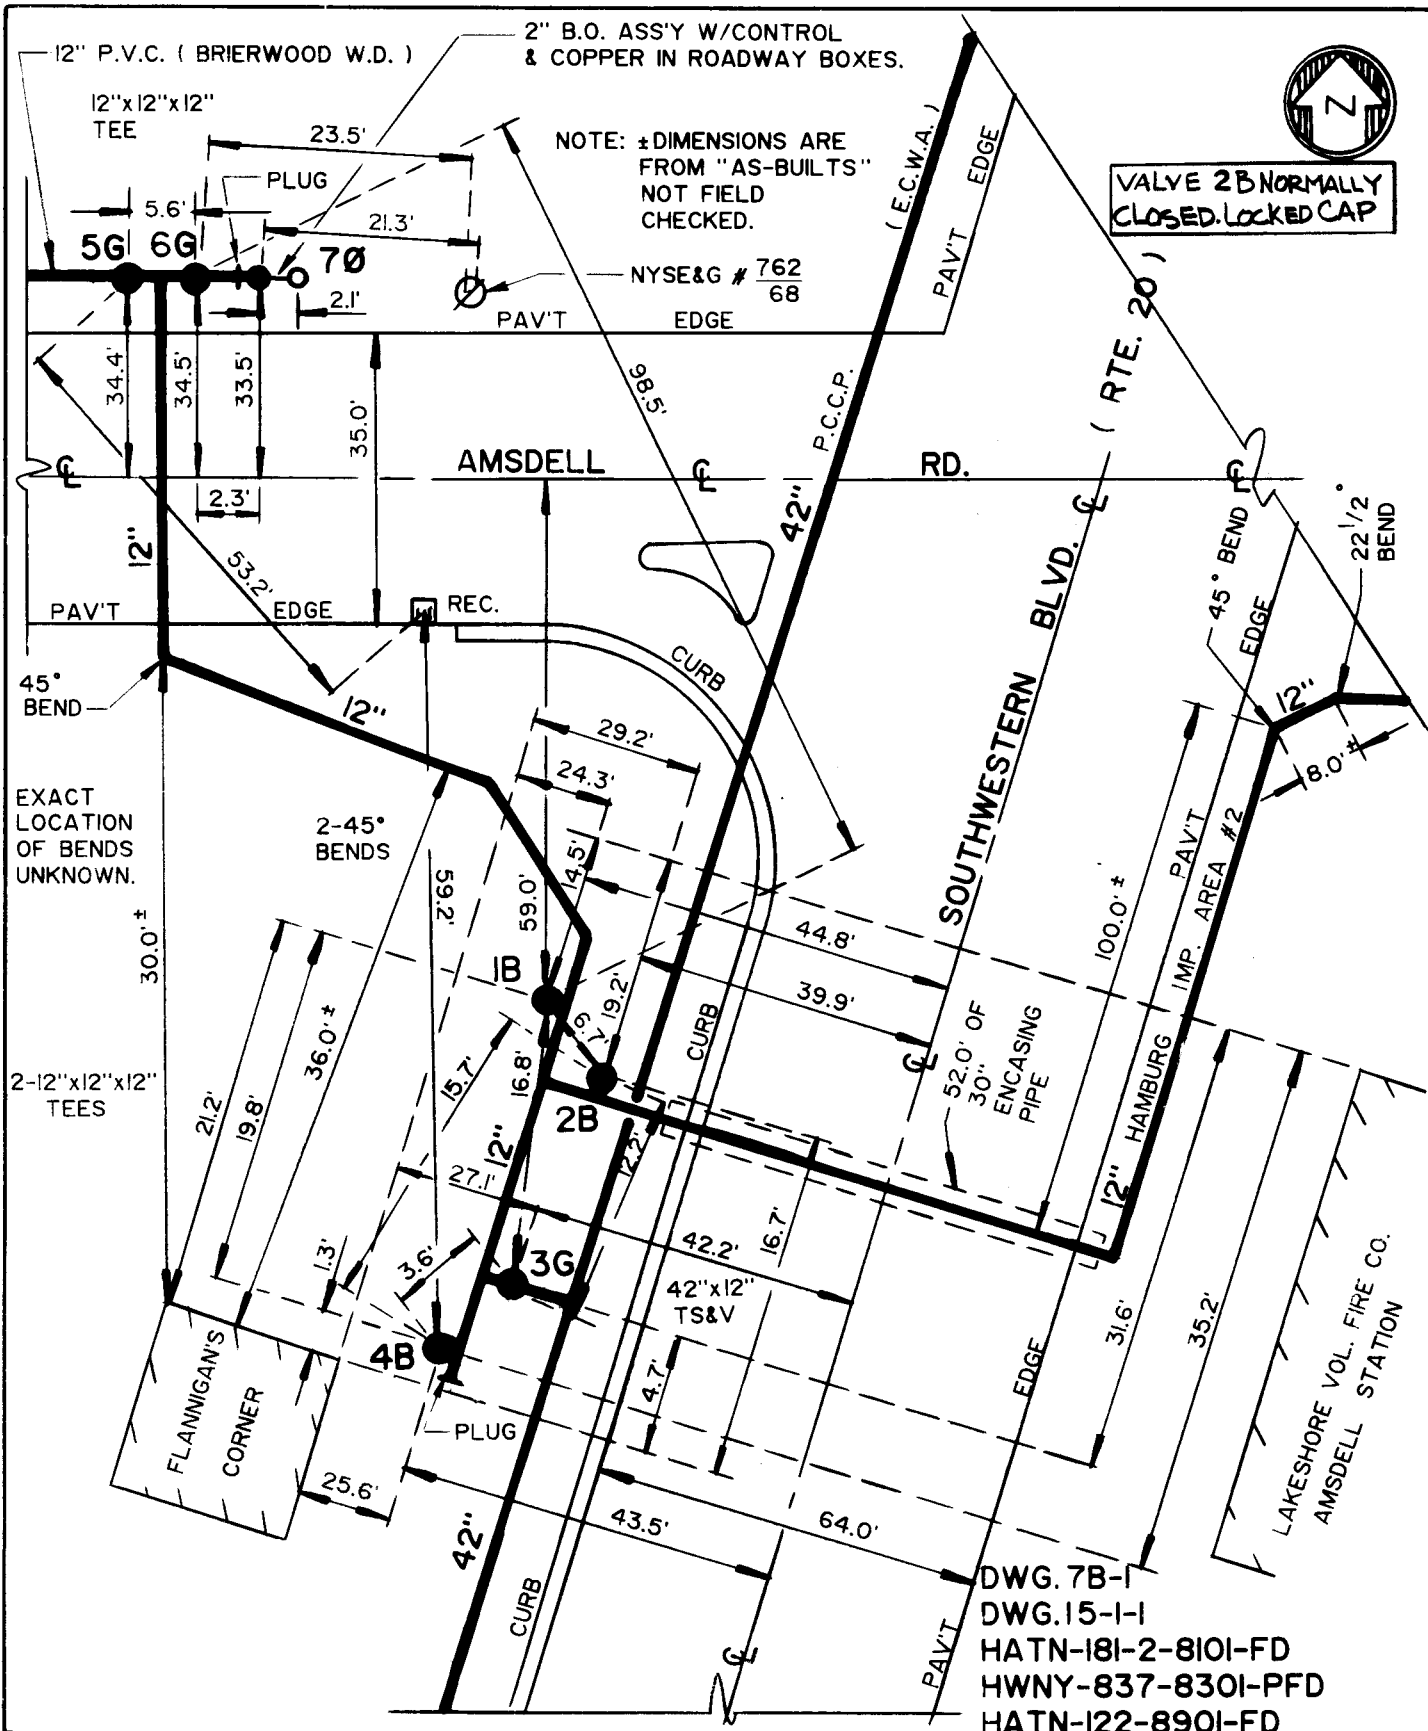 12" P.V.C. ( BRIERWOOD W.D. )
2" B.O. ASS'Y W/CONTROL
& COPPER IN ROADWAY BOXES.
12"x12"x12"
TEE
23.5'
NOTE: ±DIMENSIONS ARE
FROM "AS-BUILTS"
NOT FIELD
CHECKED.
N
VALVE 2B NORMALLY
CLOSED. LOCKED CAP
PLUG
5.6'
21.3'
5G
6G
7Ø
NYSE&G # 762
68
2.1'
PAV'T EDGE
PAV'T EDGE
( E.C.W.A. )
34.4'
34.5'
33.5'
35.0'
98.5'
P.C.C.P.
42"
AMSDELL RD.
℄
℄
℄
℄
SOUTHWESTERN BLVD. ( RTE. 20 )
2.3'
12"
53.2'
PAV'T EDGE
REC.
CURB
45° BEND
22 1/2°
BEND
45°
BEND
12"
12"
8.0'±
29.2'
24.3'
EXACT
LOCATION
OF BENDS
UNKNOWN.
2-45°
BENDS
59.2'
59.0'
14.5'
44.8'
39.9'
19.2'
100.0'±
PAV'T EDGE
HAMBURG IMP. AREA #2
30.0'±
1B
6.7'
2B
CURB
℄
52.0' OF
30"
ENCASING
PIPE
36.0'±
15.7'
16.8'
2-12"x12"x12"
TEES
21.2'
19.8'
12"
12.2'
12"
27.1'
42.2'
16.7'
1.3'
3.6'
3G
42"x12"
TS&V
31.6'
35.2'
4B
4.7'
FLANNIGAN'S
CORNER
PLUG
25.6'
43.5'
64.0'
42"
CURB
℄
PAV'T EDGE
LAKESHORE VOL. FIRE CO.
AMSDELL STATION
DWG. 7B-1
DWG. 15-1-1
HATN-181-2-8101-FD
HWNY-837-8301-PFD
HATN-122-8901-FD